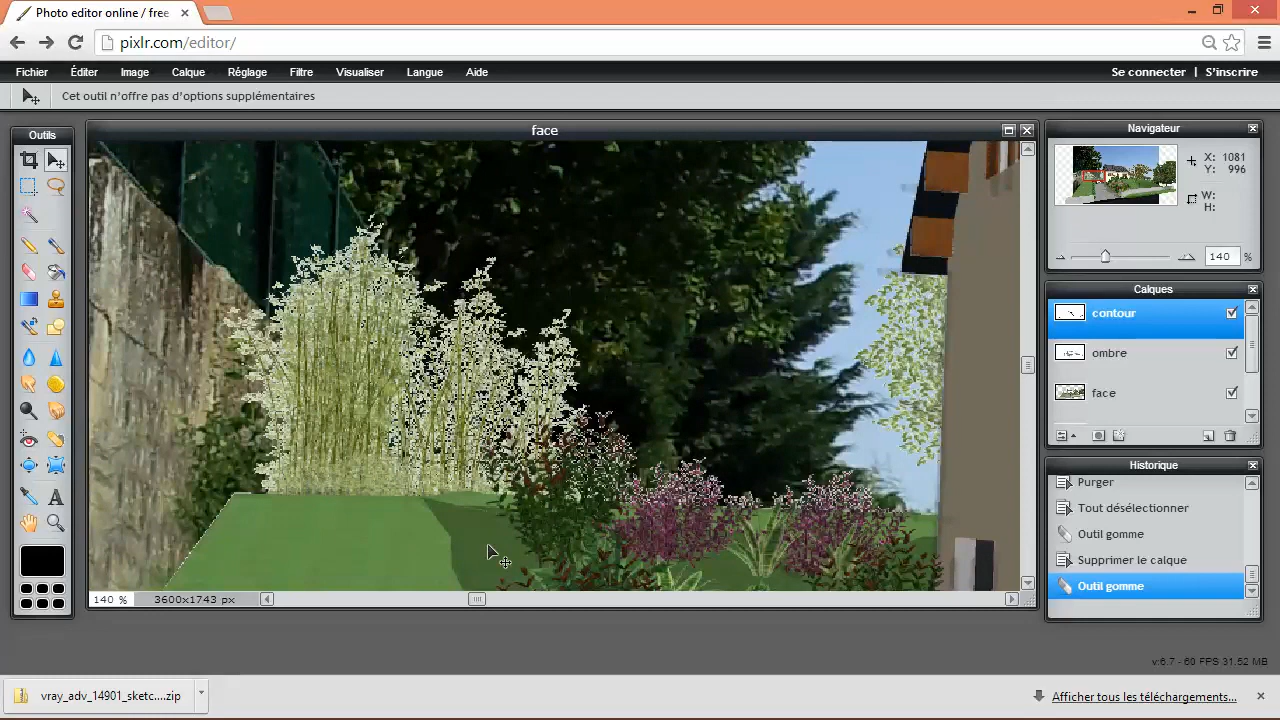 Photo editor online / free
pixlr.com/editor/
Fichier Éditer Image Calque Réglage Filtre Visualiser Langue Aide
Se connecter | S'inscrire
Cet outil n'offre pas d'options supplémentaires
Outils
face
Navigateur
X: 1081
Y: 996
W:
H:
140 %
Calques
contour
ombre
face
Historique
Purger
Tout désélectionner
Outil gomme
Supprimer le calque
Outil gomme
140 % 3600x1743 px
v:6.7 - 69 FPS 31.52 MB
vray_adv_14901_sketc....zip
Afficher tous les téléchargements...